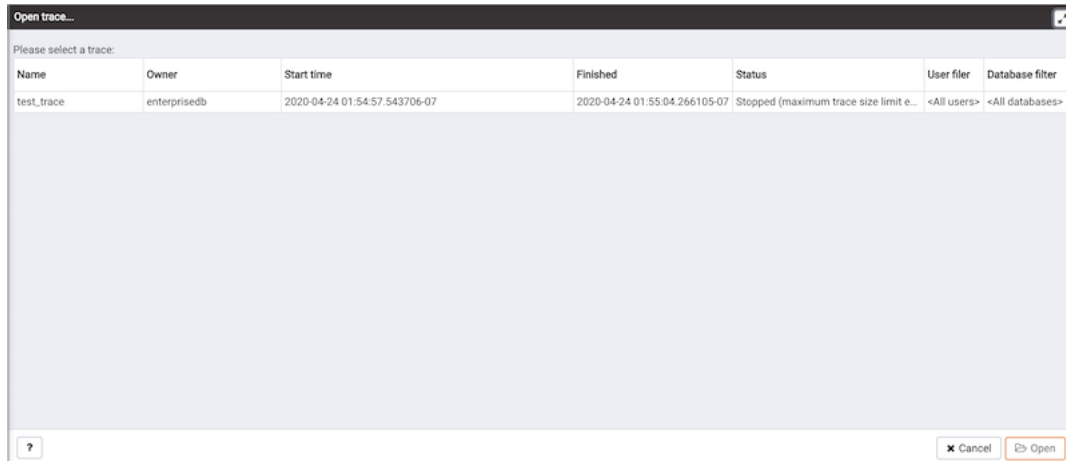 Open trace...
Please select a trace:
Name Owner Start time Finished Status User filer Database filter
test_trace enterprisedb 2020-04-24 01:54:57.543706-07 2020-04-24 01:55:04.266105-07 Stopped (maximum trace size limit e... <All users> <All databases>
? Cancel Open